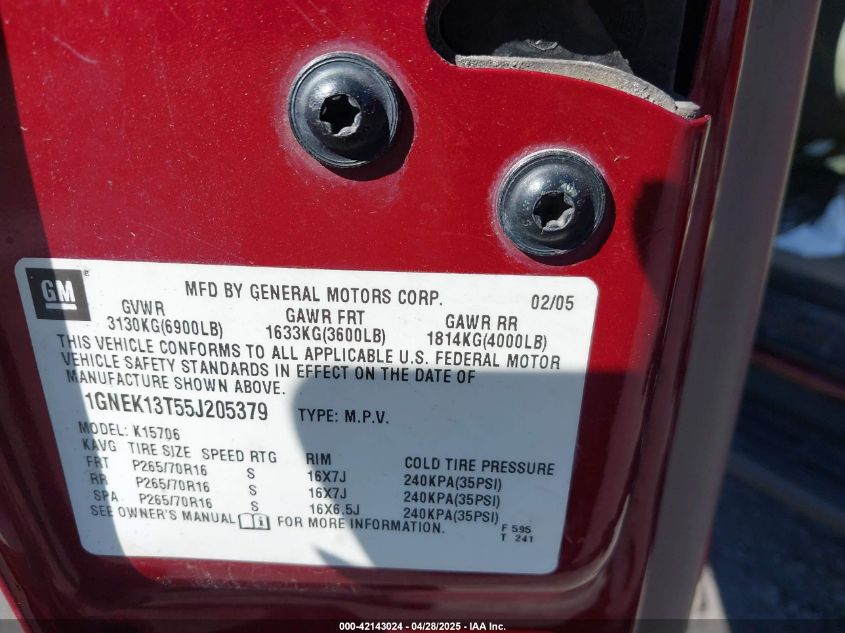 GM®
MFD BY GENERAL MOTORS CORP. 02/05
GVWR GAWR FRT GAWR RR
3130KG(6900LB) 1633KG(3600LB) 1814KG(4000LB)
THIS VEHICLE CONFORMS TO ALL APPLICABLE U.S. FEDERAL MOTOR
VEHICLE SAFETY STANDARDS IN EFFECT ON THE DATE OF
MANUFACTURE SHOWN ABOVE.
1GNEK13T55J205379 TYPE: M.P.V.
MODEL: K15706
KAVG TIRE SIZE SPEED RTG RIM COLD TIRE PRESSURE
FRT P265/70R16 S 16X7J 240KPA(35PSI)
RR P265/70R16 S 16X7J 240KPA(35PSI)
SPA P265/70R16 S 16X6.5J 240KPA(35PSI)
SEE OWNER'S MANUAL FOR MORE INFORMATION.
F 595
T 241
000-42143024 | 04/28/2025 - IAA Inc.